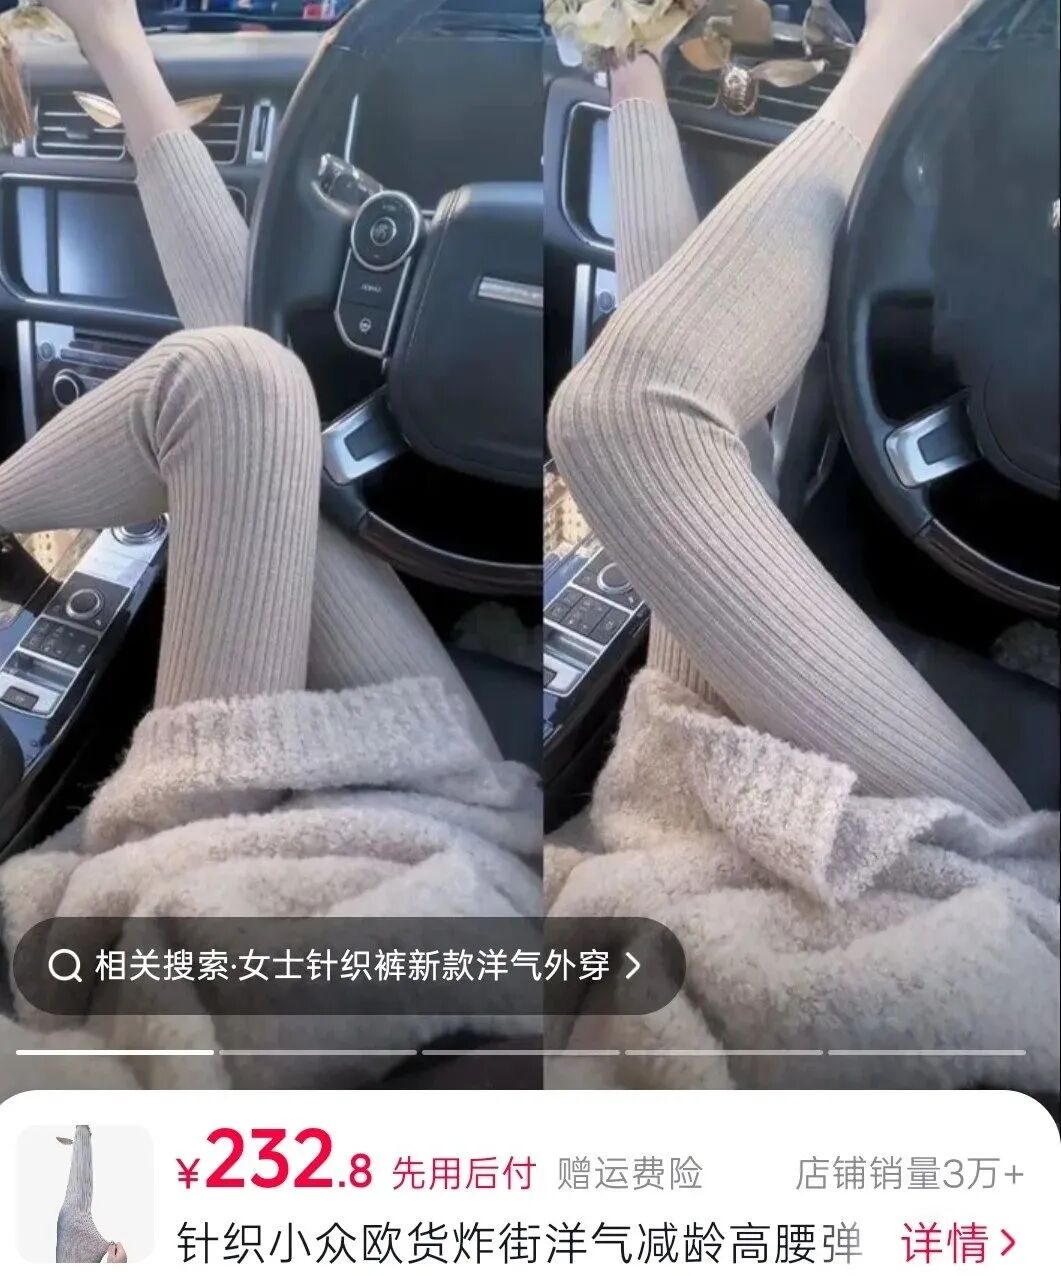 相关搜索·女士针织裤新款洋气外穿
¥232.8 先用后付 赠运费险 店铺销量3万+
针织小众欧货炸街洋气减龄高腰弹 详情